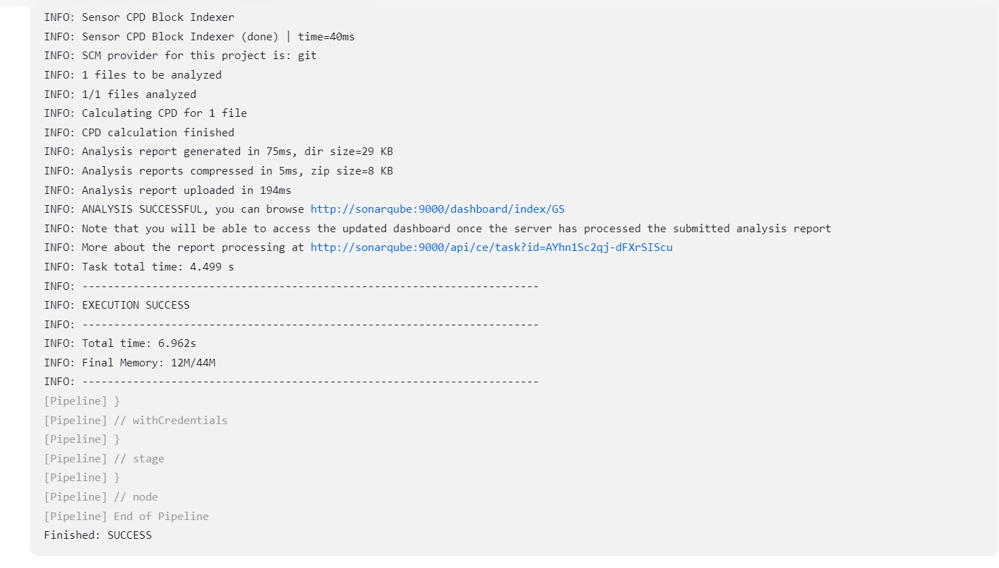 INFO: Sensor CPD Block Indexer
INFO: Sensor CPD Block Indexer (done) | time=40ms
INFO: SCM provider for this project is: git
INFO: 1 files to be analyzed
INFO: 1/1 files analyzed
INFO: Calculating CPD for 1 file
INFO: CPD calculation finished
INFO: Analysis report generated in 75ms, dir size=29 KB
INFO: Analysis reports compressed in 5ms, zip size=8 KB
INFO: Analysis report uploaded in 194ms
INFO: ANALYSIS SUCCESSFUL, you can browse http://sonarqube:9000/dashboard/index/GS
INFO: Note that you will be able to access the updated dashboard once the server has processed the submitted analysis report
INFO: More about the report processing at http://sonarqube:9000/api/ce/task?id=AYhn1Sc2qj-dFXrSIScu
INFO: Task total time: 4.499 s
INFO: ------------------------------------------------------------------------
INFO: EXECUTION SUCCESS
INFO: ------------------------------------------------------------------------
INFO: Total time: 6.962s
INFO: Final Memory: 12M/44M
INFO: ------------------------------------------------------------------------
[Pipeline] }
[Pipeline] // withCredentials
[Pipeline] }
[Pipeline] // stage
[Pipeline] }
[Pipeline] // node
[Pipeline] End of Pipeline
Finished: SUCCESS